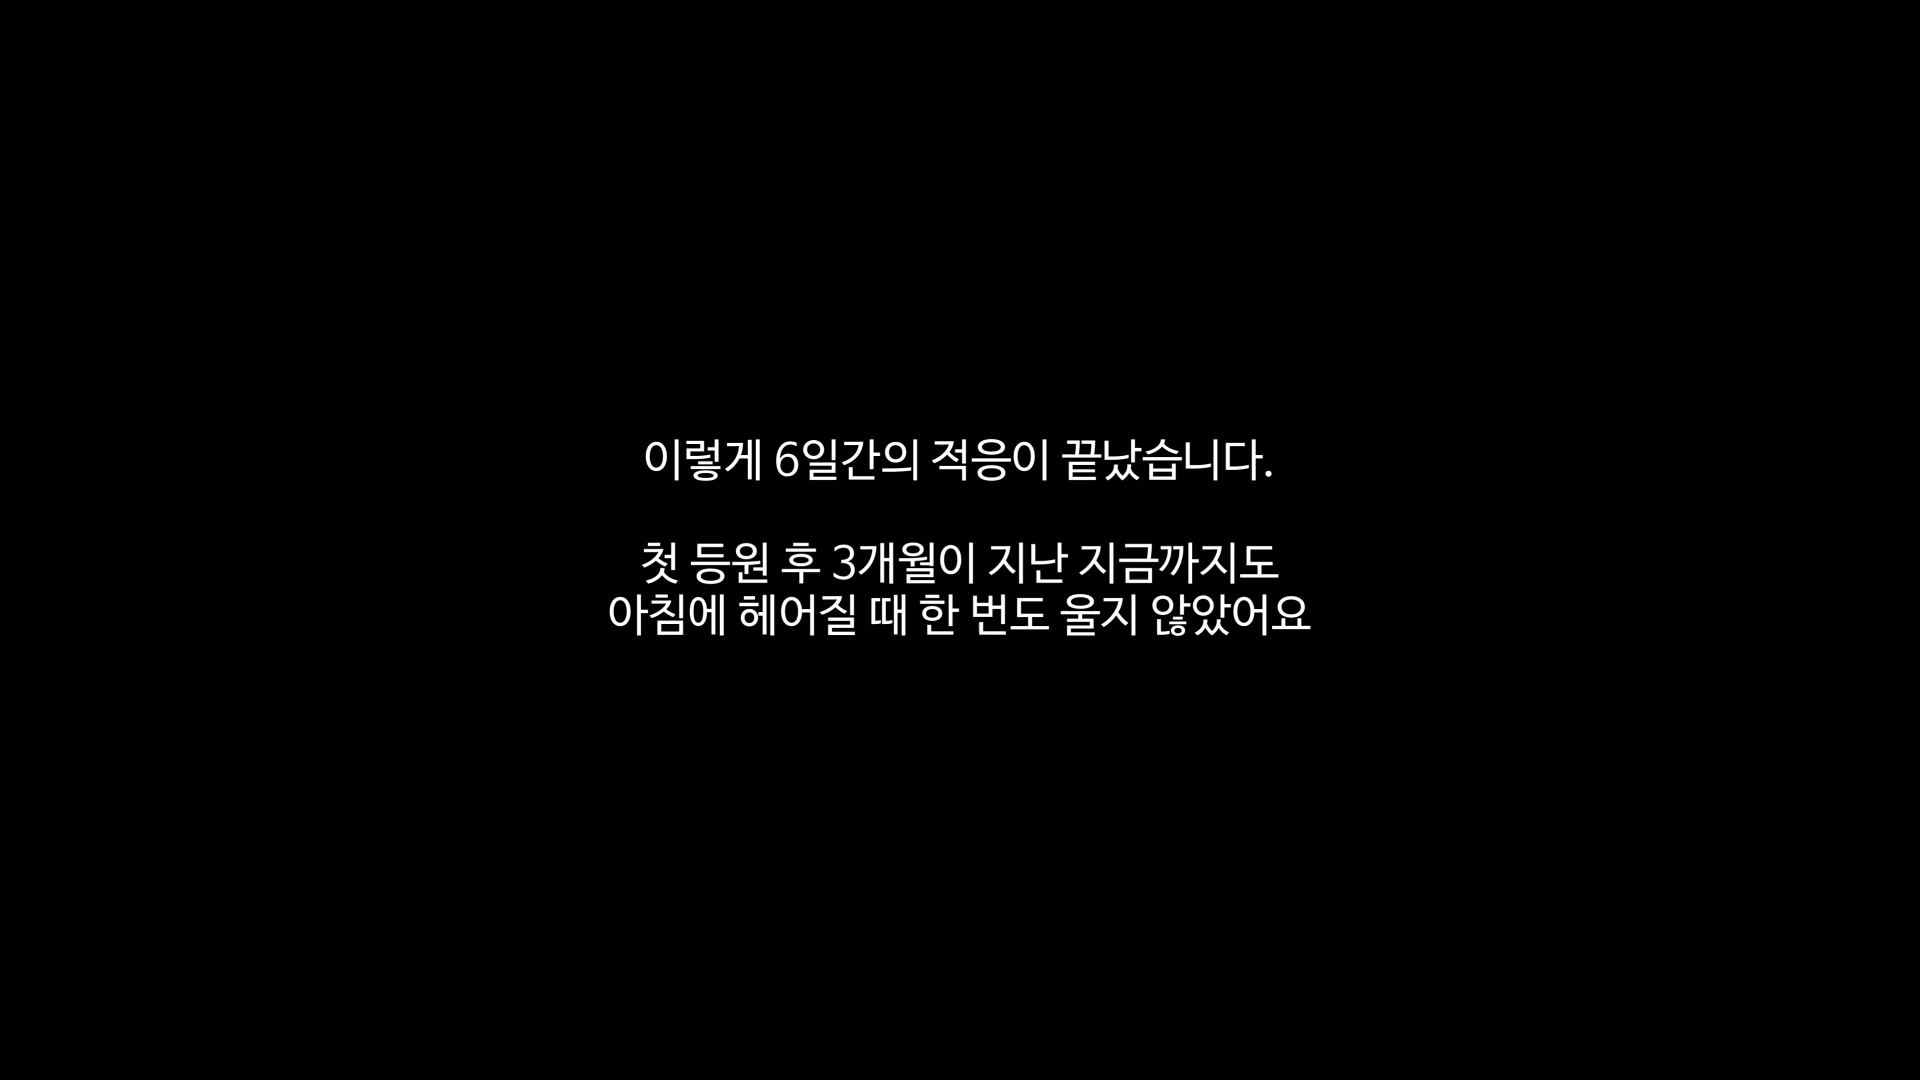 이렇게 6일간의 적응이 끝났습니다.
첫 등원 후 3개월이 지난 지금까지도
아침에 헤어질 때 한 번도 울지 않았어요